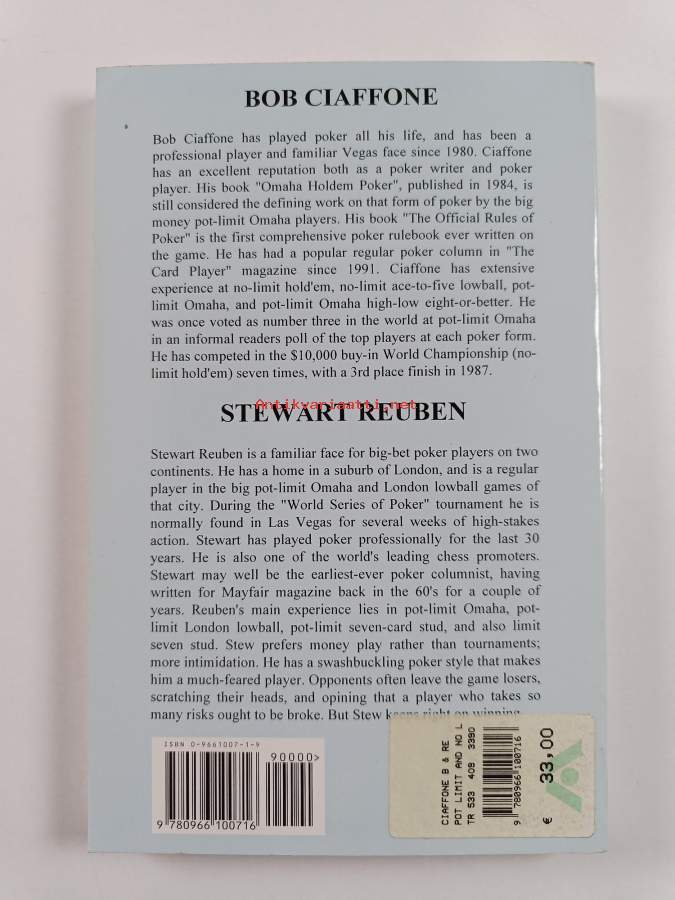 BOB CIAFFONE
Bob Ciaffone has played poker all his life, and has been a
professional player and familiar Vegas face since 1980. Ciaffone
has an excellent reputation both as a poker writer and poker
player. His book "Omaha Holdem Poker", published in 1984, is
still considered the defining work on that form of poker by the big
money pot-limit Omaha players. His book "The Official Rules of
Poker" is the first comprehensive poker rulebook ever written on
the game. He has had a popular regular poker column in "The
Card Player" magazine since 1991. Ciaffone has extensive
experience at no-limit hold'em, no-limit ace-to-five lowball, pot-
limit Omaha, and pot-limit Omaha high-low eight-or-better. He
was once voted as number three in the world at pot-limit Omaha
in an informal readers poll of the top players at each poker form.
He has competed in the $10,000 buy-in World Championship (no-
limit hold'em) seven times, with a 3rd place finish in 1987.
Antikvariaatti.net
STEWART REUBEN
Stewart Reuben is a familiar face for big-bet poker players on two
continents. He has a home in a suburb of London, and is a regular
player in the big pot-limit Omaha and London lowball games of
that city. During the "World Series of Poker" tournament he is
normally found in Las Vegas for several weeks of high-stakes
action. Stewart has played poker professionally for the last 30
years. He is also one of the world's leading chess promoters.
Stewart may well be the earliest-ever poker columnist, having
written for Mayfair magazine back in the 60's for a couple of
years. Reuben's main experience lies in pot-limit Omaha, pot-
limit London lowball, pot-limit seven-card stud, and also limit
seven stud. Stew prefers money play rather than tournaments;
more intimidation. He has a swashbuckling poker style that makes
him a much-feared player. Opponents often leave the game losers,
scratching their heads, and opining that a player who takes so
many risks ought to be broke. But Stew keeps right on winning
ISBN 0-9661007-1-9
90000>
9 780966 100716
CIAFFONE B & RE
POT LIMIT AND NO L
TR 533 409 3390
9 780966 100716
€ 33,00